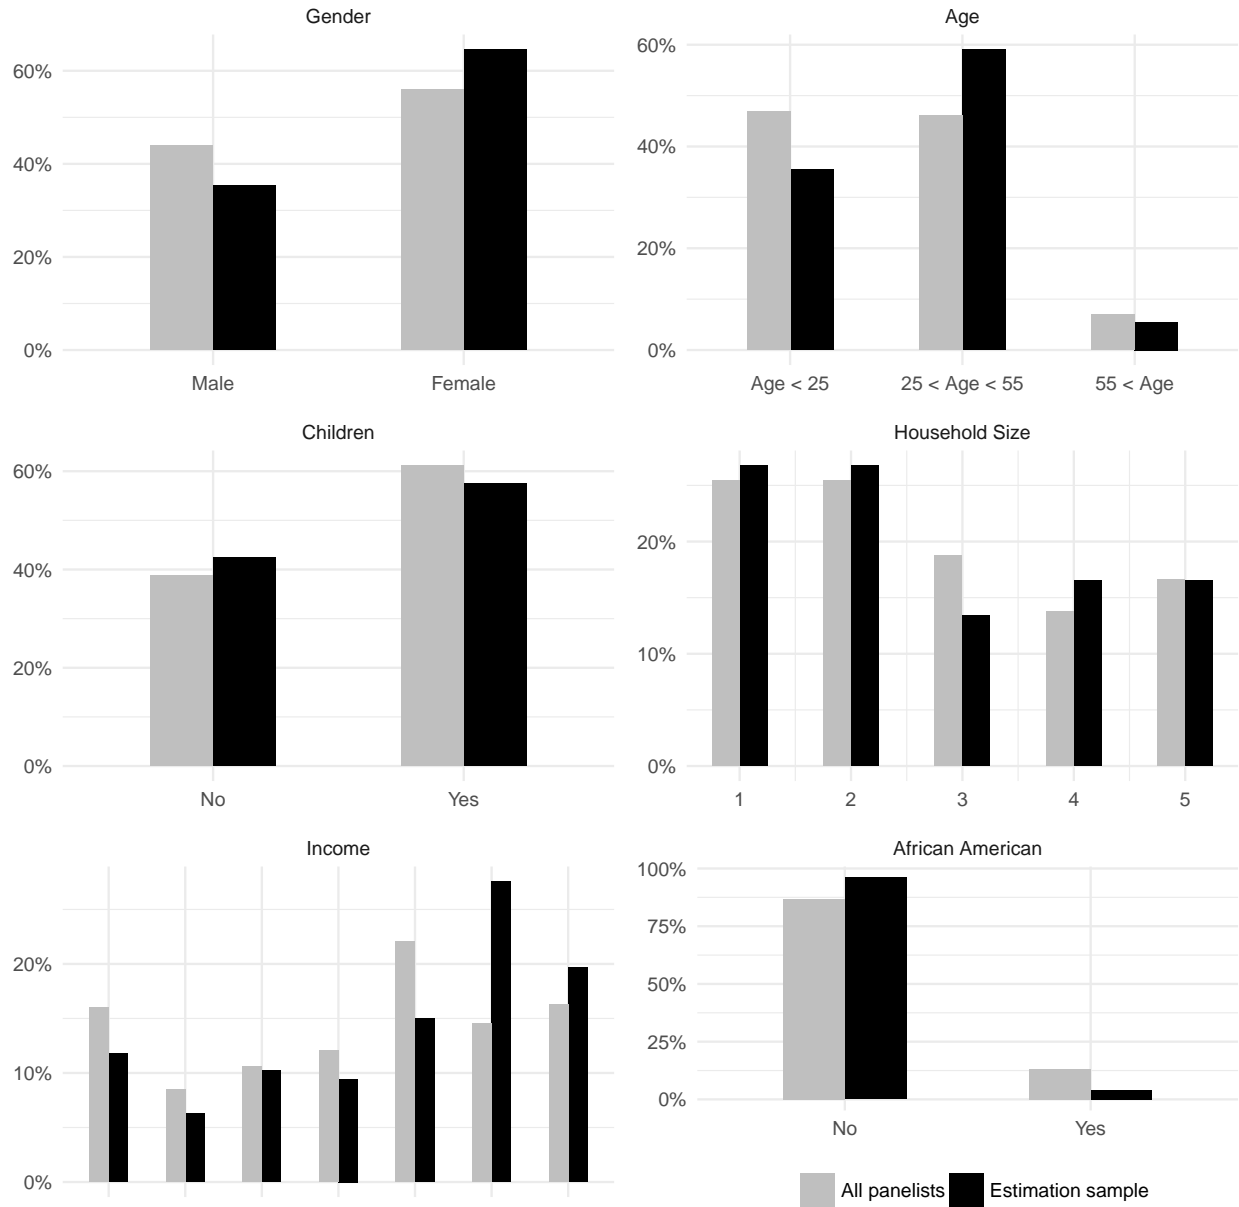 Gender
60%
40%
20%
0%
Male Female
Age
60%
40%
20%
0%
Age < 25 25 < Age < 55 55 < Age
Children
60%
40%
20%
0%
No Yes
Household Size
20%
10%
0%
1 2 3 4 5
Income
20%
10%
0%
African American
100%
75%
50%
25%
0%
No Yes
All panelists Estimation sample